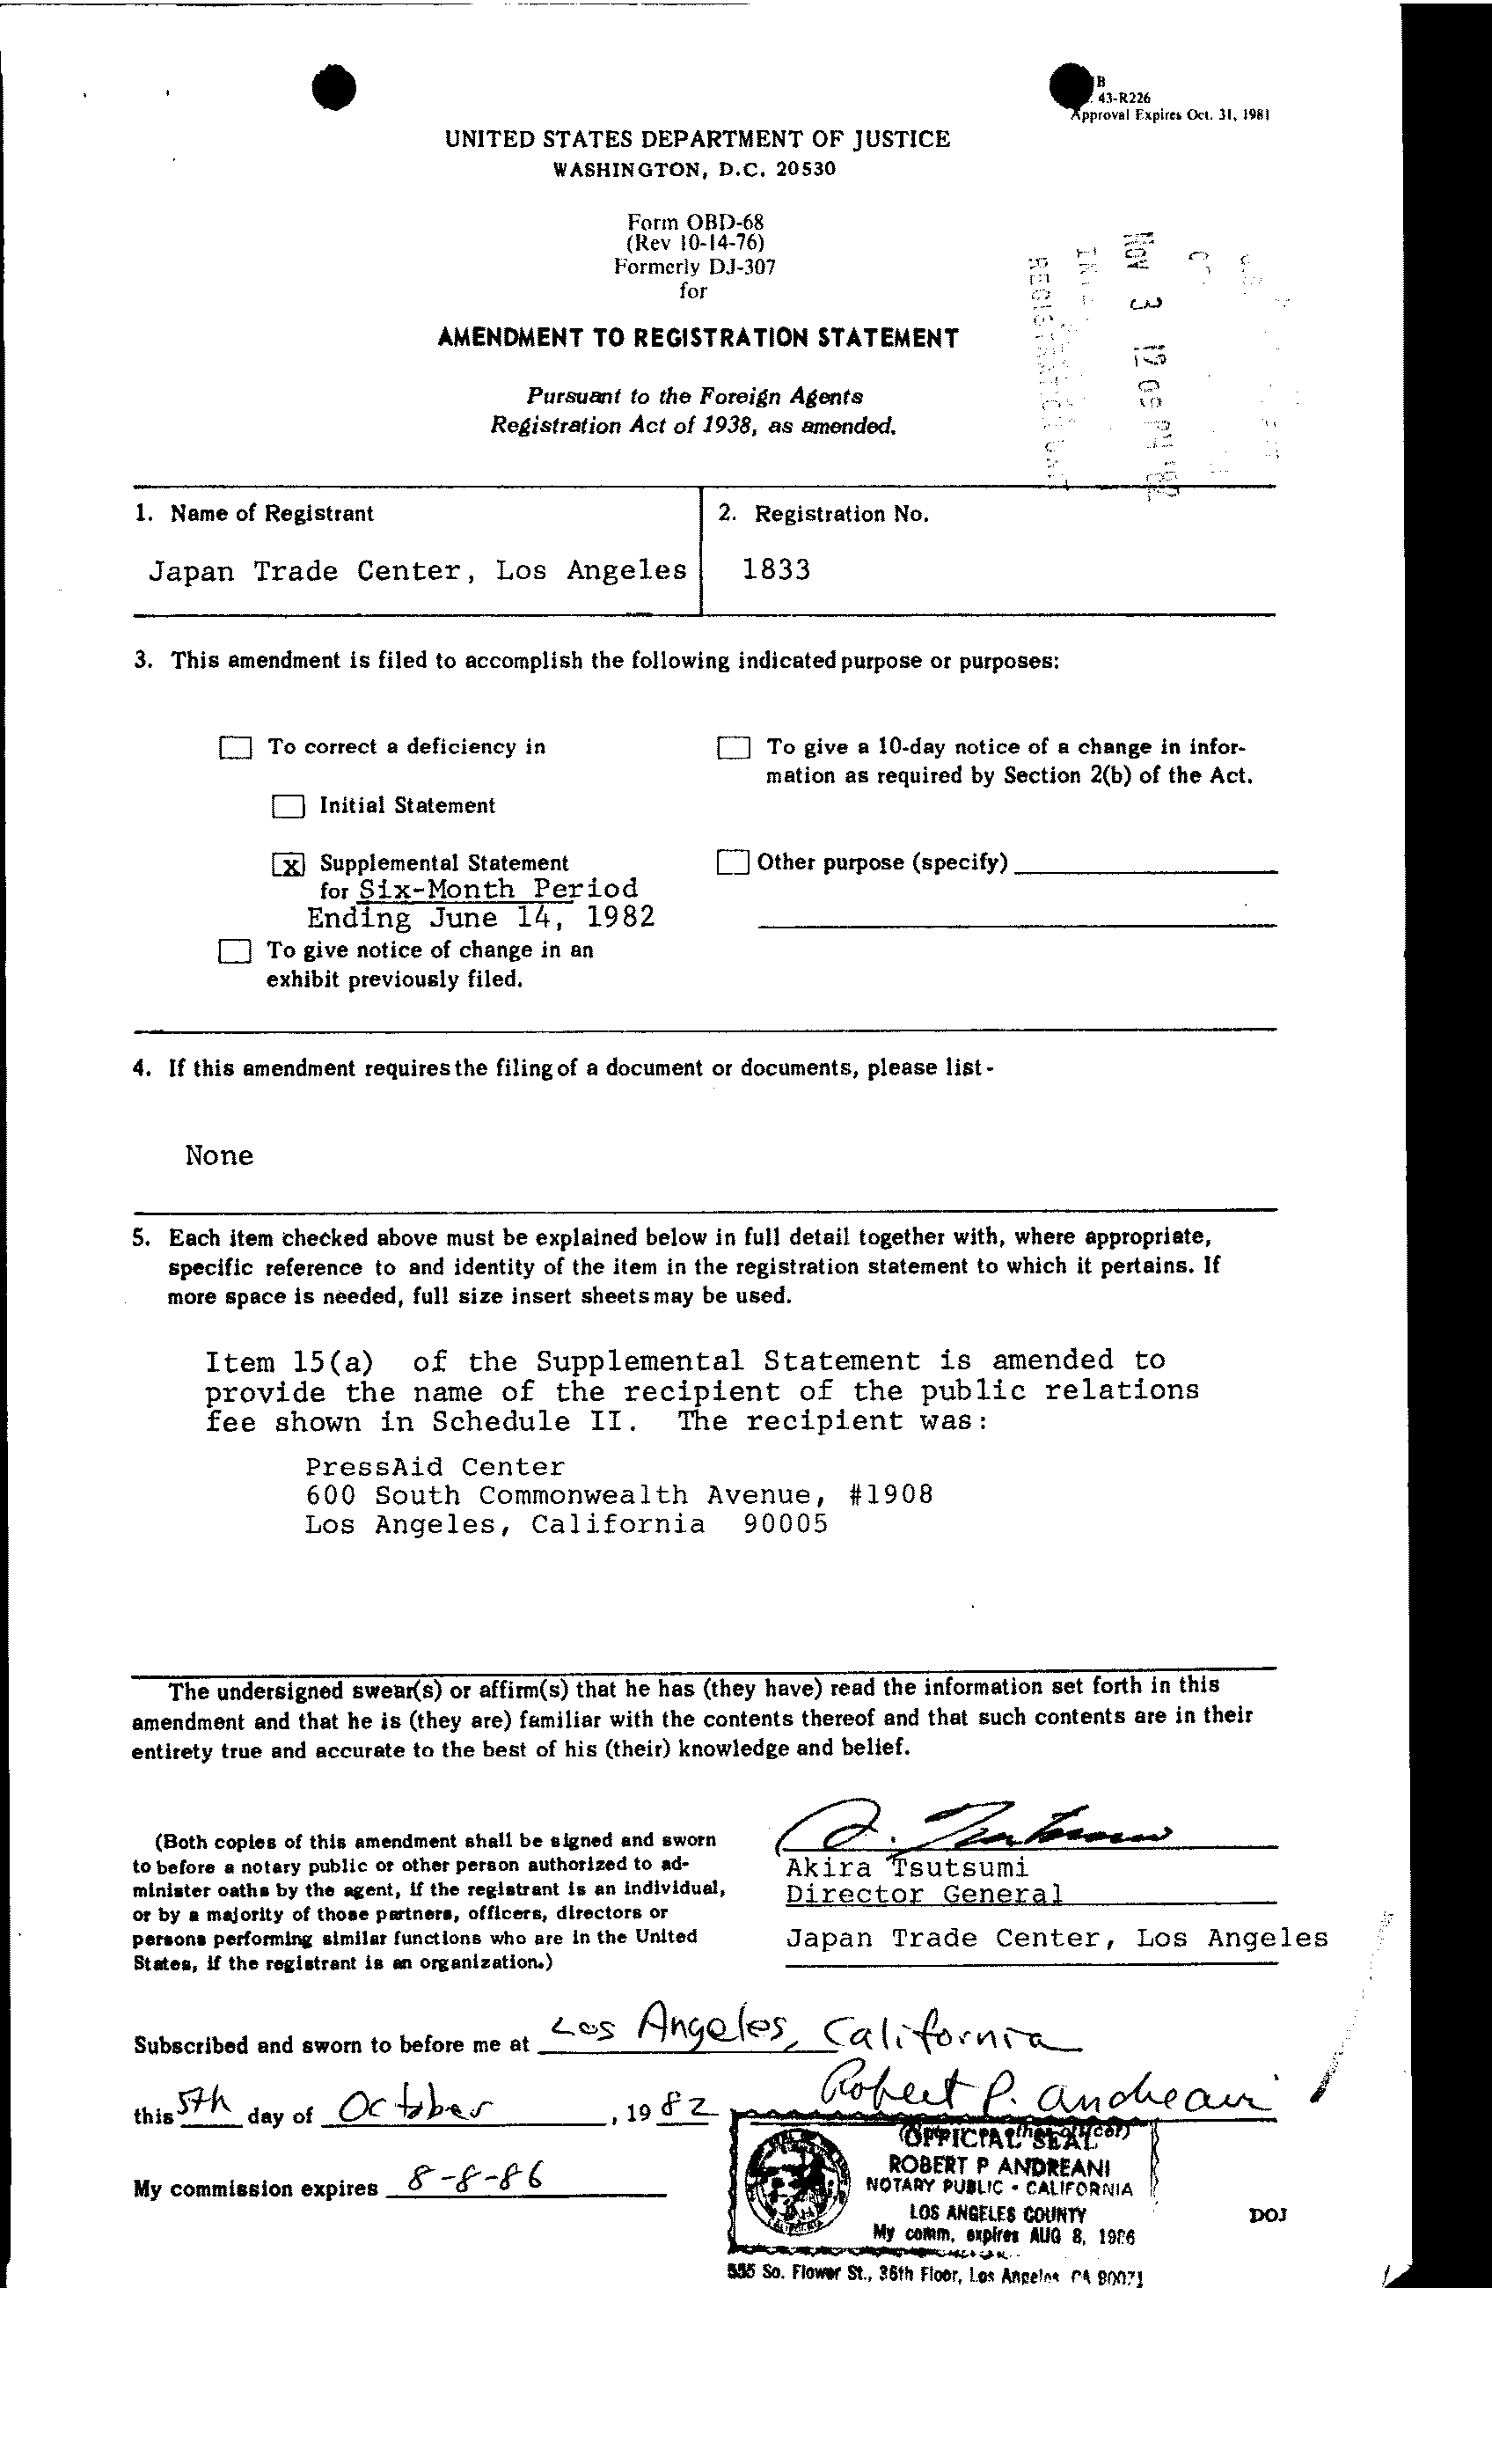 B
43-R226
Approval Expires Oct. 31, 1981
UNITED STATES DEPARTMENT OF JUSTICE
WASHINGTON, D.C. 20530
Form OBD-68
(Rev 10-14-76)
Formerly DJ-307
for
AMENDMENT TO REGISTRATION STATEMENT
Pursuant to the Foreign Agents
Registration Act of 1938, as amended.
NOV 3 12
1. Name of Registrant
Japan Trade Center, Los Angeles
2. Registration No.
1833
3. This amendment is filed to accomplish the following indicated purpose or purposes:
To correct a deficiency in
Initial Statement
X Supplemental Statement
for Six-Month Period
Ending June 14, 1982
To give notice of change in an
exhibit previously filed.
To give a 10-day notice of a change in infor-
mation as required by Section 2(b) of the Act.
Other purpose (specify)
4. If this amendment requires the filing of a document or documents, please list-
None
5. Each item checked above must be explained below in full detail together with, where appropriate,
specific reference to and identity of the item in the registration statement to which it pertains. If
more space is needed, full size insert sheets may be used.
Item 15(a) of the Supplemental Statement is amended to
provide the name of the recipient of the public relations
fee shown in Schedule II. The recipient was:
PressAid Center
600 South Commonwealth Avenue, #1908
Los Angeles, California 90005
The undersigned swear(s) or affirm(s) that he has (they have) read the information set forth in this
amendment and that he is (they are) familiar with the contents thereof and that such contents are in their
entirety true and accurate to the best of his (their) knowledge and belief.
(Both copies of this amendment shall be signed and sworn
to before a notary public or other person authorized to ad-
minister oaths by the agent, if the registrant is an individual,
or by a majority of those partners, officers, directors or
persons performing similar functions who are in the United
States, if the registrant is an organization.)
A. Tsutsumi
Akira Tsutsumi
Director General
Japan Trade Center, Los Angeles
Subscribed and sworn to before me at Los Angeles, California
this 5th day of October, 1982
Robert P. Andreani
My commission expires 8-8-86
OFFICIAL SEAL
ROBERT P ANDREANI
NOTARY PUBLIC - CALIFORNIA
LOS ANGELES COUNTY
My comm. expires AUG 8, 1986
555 So. Flower St., 36th Floor, Los Angeles CA 90071
DOJ